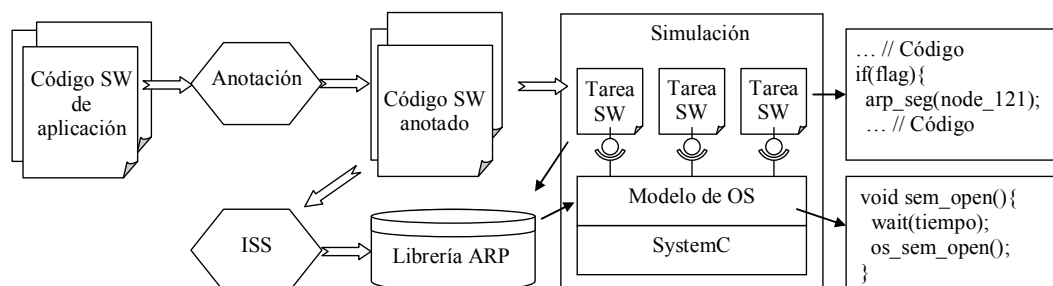 Código SW
de
aplicación
Anotación
Código SW
anotado
ISS
Librería ARP
Simulación
Tarea
SW
Tarea
SW
Tarea
SW
Modelo de OS
SystemC
… // Código
if(flag){
arp_seg(node_121);
… // Código
void sem_open(){
wait(tiempo);
os_sem_open();
}